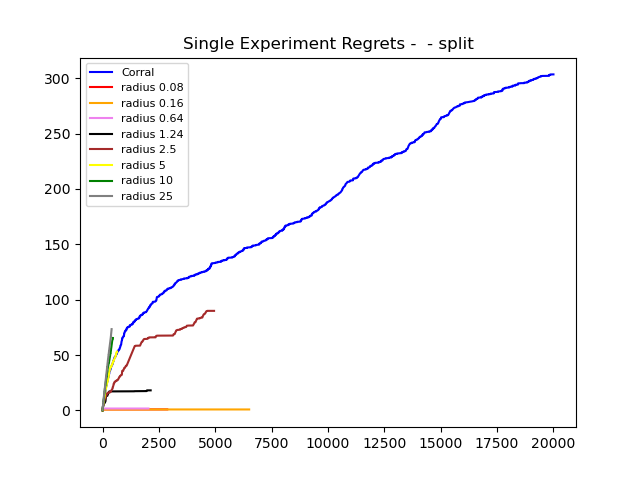 Single Experiment Regrets -  - split
Corral
radius 0.08
radius 0.16
radius 0.64
radius 1.24
radius 2.5
radius 5
radius 10
radius 25
300
250
200
150
100
50
0
0 2500 5000 7500 10000 12500 15000 17500 20000